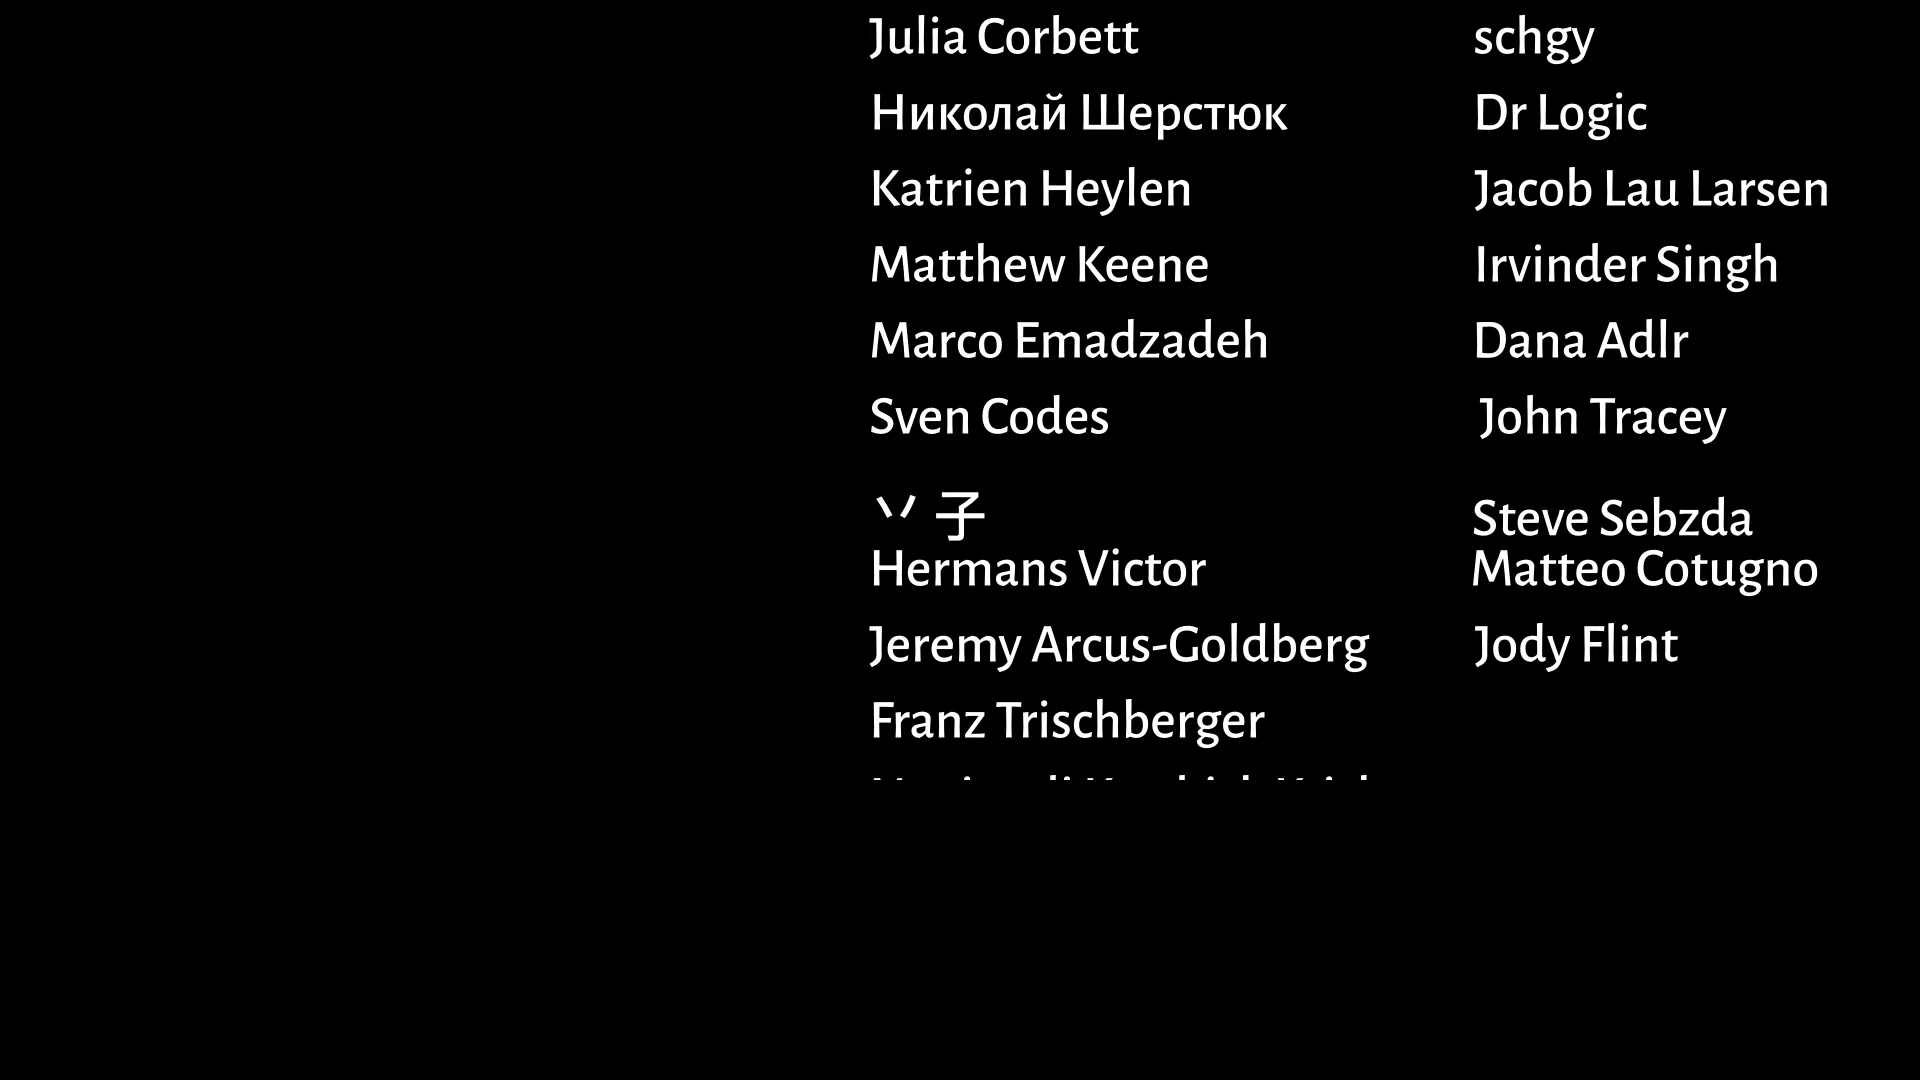 Julia Corbett schgy
Николай Шерстюк Dr Logic
Katrien Heylen Jacob Lau Larsen
Matthew Keene Irvinder Singh
Marco Emadzadeh Dana Adlr
Sven Codes John Tracey
丷 子 Steve Sebzda
Hermans Victor Matteo Cotugno
Jeremy Arcus-Goldberg Jody Flint
Franz Trischberger